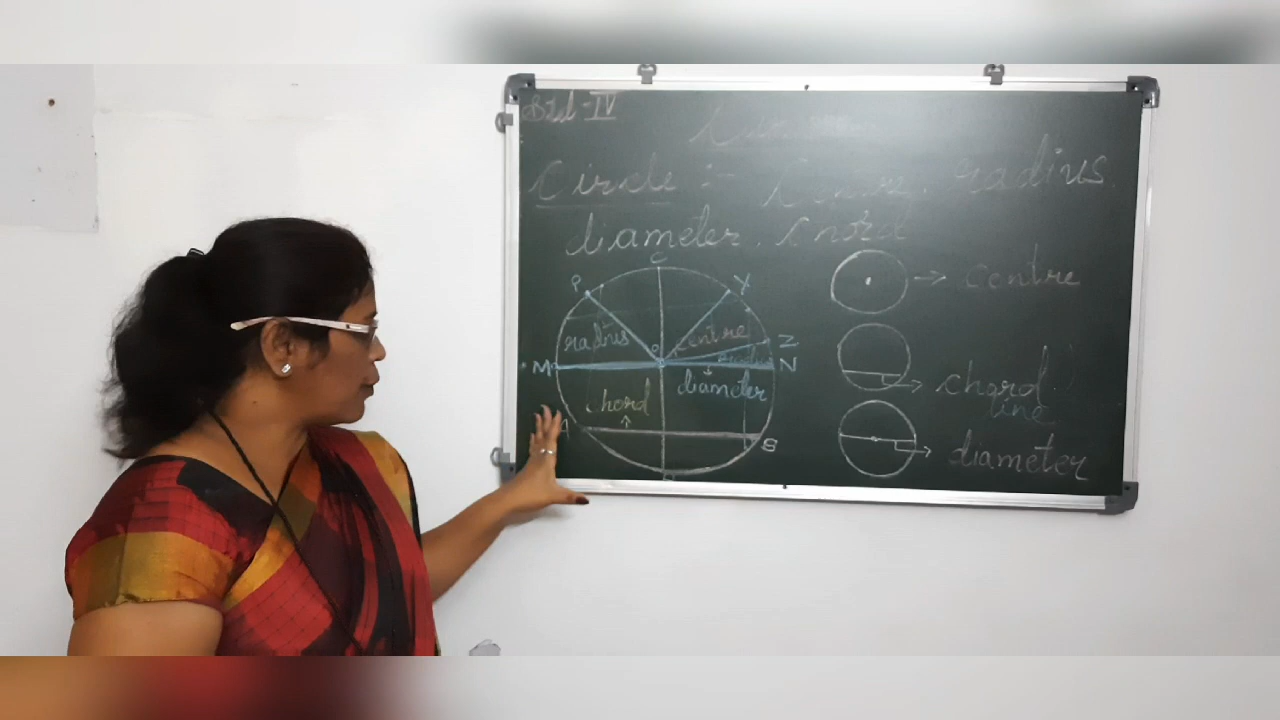 Std-IV
Circle :- Centre, radius
diameter, Chord
C
P Y
radius centre
O Z
M radius N
diameter
chord
A B
→ centre
→ chord
line
→ diameter